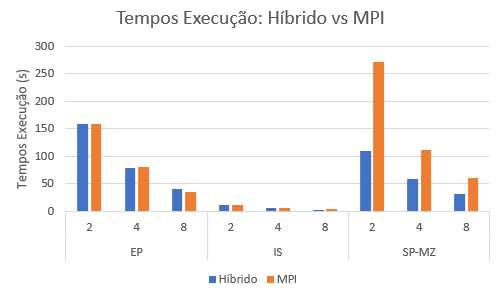 Tempos Execução: Híbrido vs MPI
Tempos Execução (s)
300
250
200
150
100
50
0
2 4 8 2 4 8 2 4 8
EP IS SP-MZ
Híbrido MPI